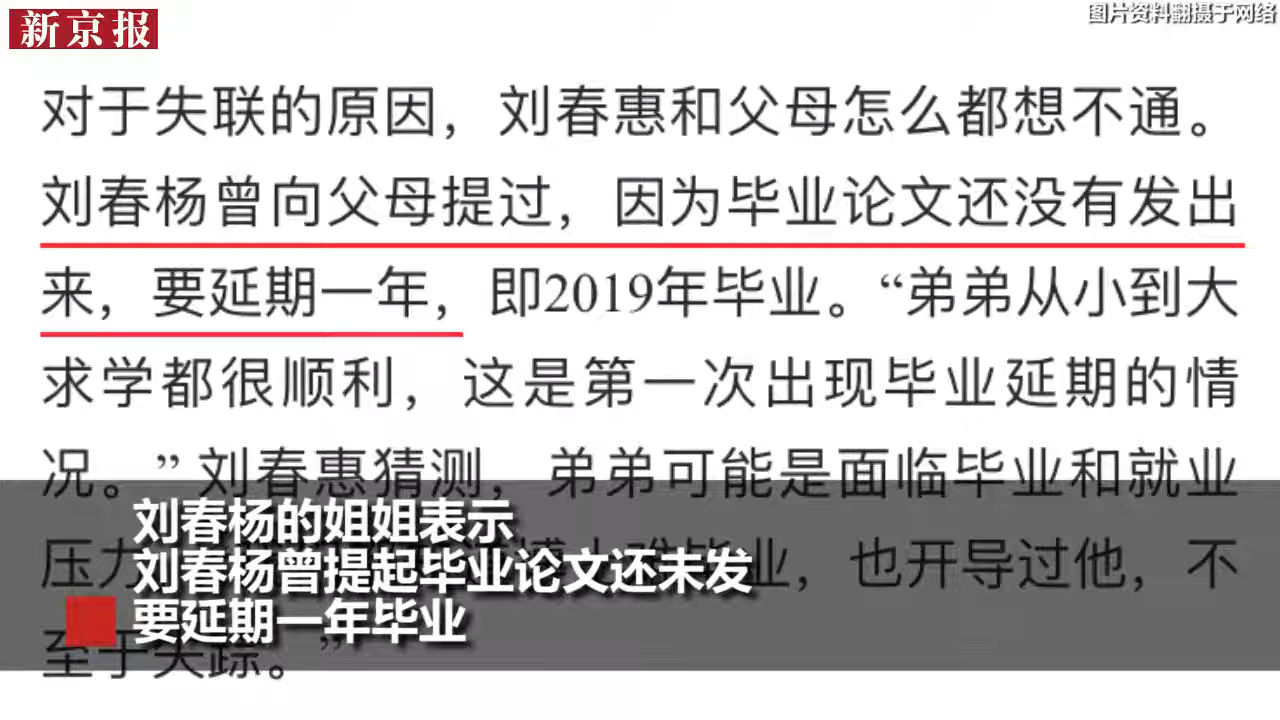 新京报
图片资料翻摄于网络
对于失联的原因，刘春惠和父母怎么都想不通。
刘春杨曾向父母提过，因为毕业论文还没有发出
来，要延期一年，即2019年毕业。“弟弟从小到大
求学都很顺利，这是第一次出现毕业延期的情
况。”刘春惠猜测，弟弟可能是面临毕业和就业
压力 毕业，也开导过他，不
至于失踪。”
刘春杨的姐姐表示
刘春杨曾提起毕业论文还未发
要延期一年毕业